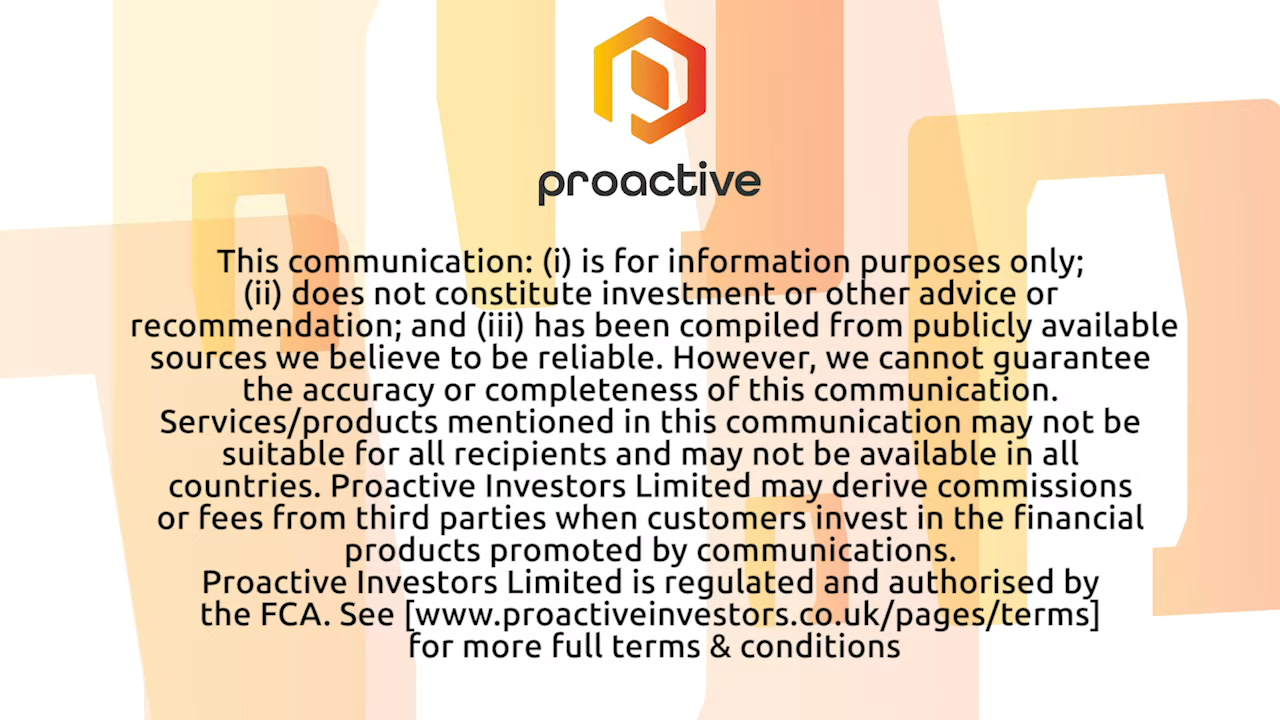 proactive
This communication: (i) is for information purposes only;
(ii) does not constitute investment or other advice or
recommendation; and (iii) has been compiled from publicly available
sources we believe to be reliable. However, we cannot guarantee
the accuracy or completeness of this communication.
Services/products mentioned in this communication may not be
suitable for all recipients and may not be available in all
countries. Proactive Investors Limited may derive commissions
or fees from third parties when customers invest in the financial
products promoted by communications.
Proactive Investors Limited is regulated and authorised by
the FCA. See [www.proactiveinvestors.co.uk/pages/terms]
for more full terms & conditions